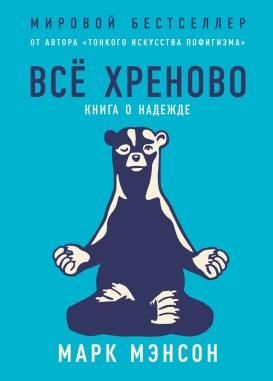 МИРОВОЙ БЕСТСЕЛЛЕР
ОТ АВТОРА «ТОНКОГО ИСКУССТВА ПОФИГИЗМА»
ВСЁ ХРЕНОВО
КНИГА О НАДЕЖДЕ
МАРК МЭНСОН